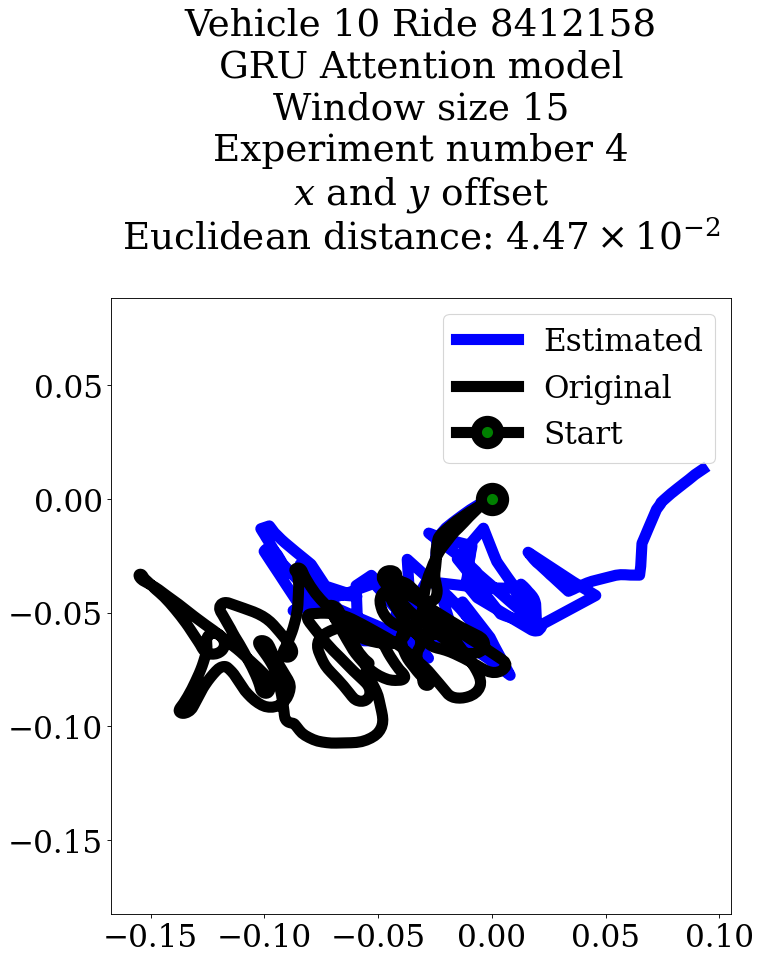 Vehicle 10 Ride 8412158
GRU Attention model
Window size 15
Experiment number 4
x and y offset
Euclidean distance: 4.47 × 10⁻²
Estimated
Original
Start
0.05
0.00
−0.05
−0.10
−0.15
−0.15 −0.10 −0.05 0.00 0.05 0.10